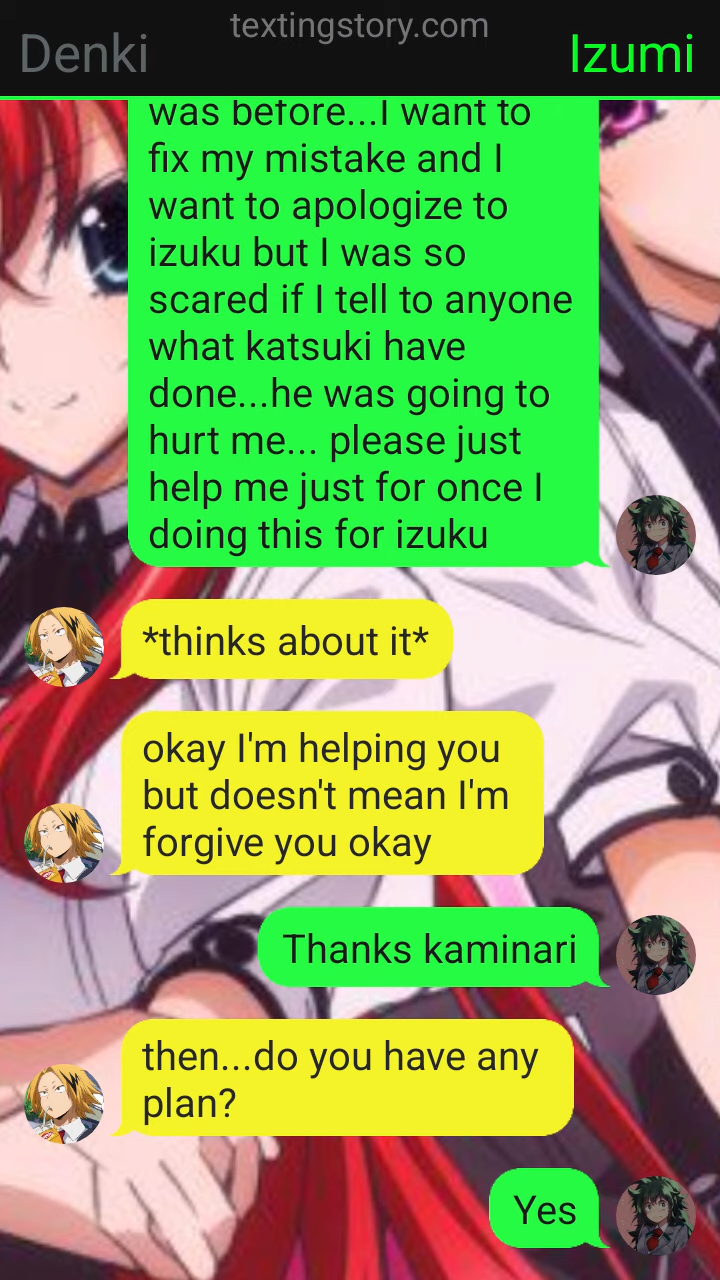 textingstory.com
Denki
Izumi
was before...I want to
fix my mistake and I
want to apologize to
izuku but I was so
scared if I tell to anyone
what katsuki have
done...he was going to
hurt me... please just
help me just for once I
doing this for izuku
*thinks about it*
okay I'm helping you
but doesn't mean I'm
forgive you okay
Thanks kaminari
then...do you have any
plan?
Yes